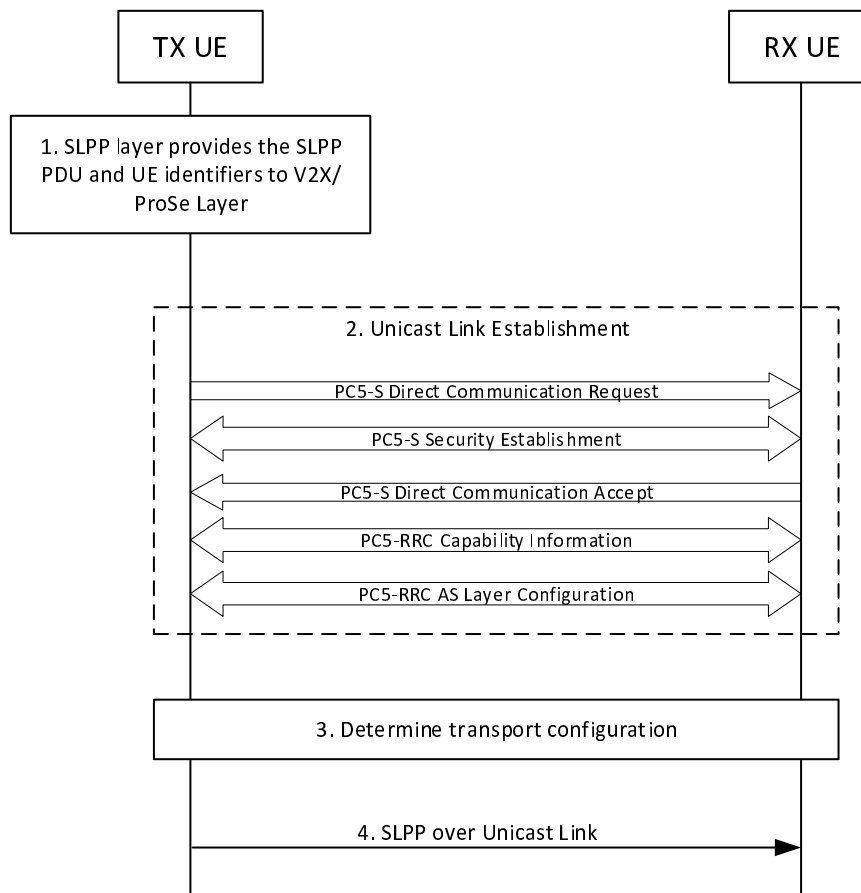 TX UE
RX UE
1. SLPP layer provides the SLPP
PDU and UE identifiers to V2X/
ProSe Layer
2. Unicast Link Establishment
PC5-S Direct Communication Request
PC5-S Security Establishment
PC5-S Direct Communication Accept
PC5-RRC Capability Information
PC5-RRC AS Layer Configuration
3. Determine transport configuration
4. SLPP over Unicast Link